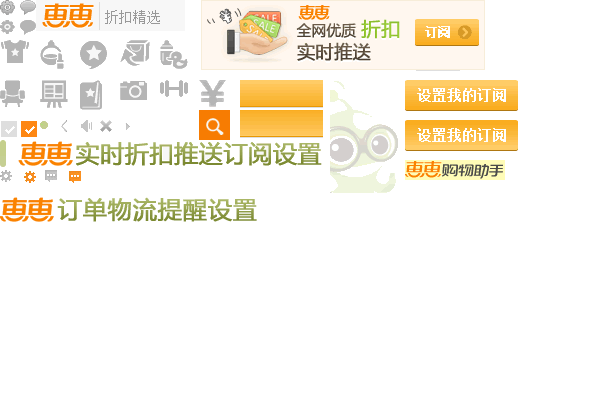 惠惠 折扣精选
惠惠
全网优质 折扣
实时推送
订阅
SALE
SALE
SALE
设置我的订阅
设置我的订阅
惠惠实时折扣推送订阅设置
惠惠购物助手
惠惠订单物流提醒设置